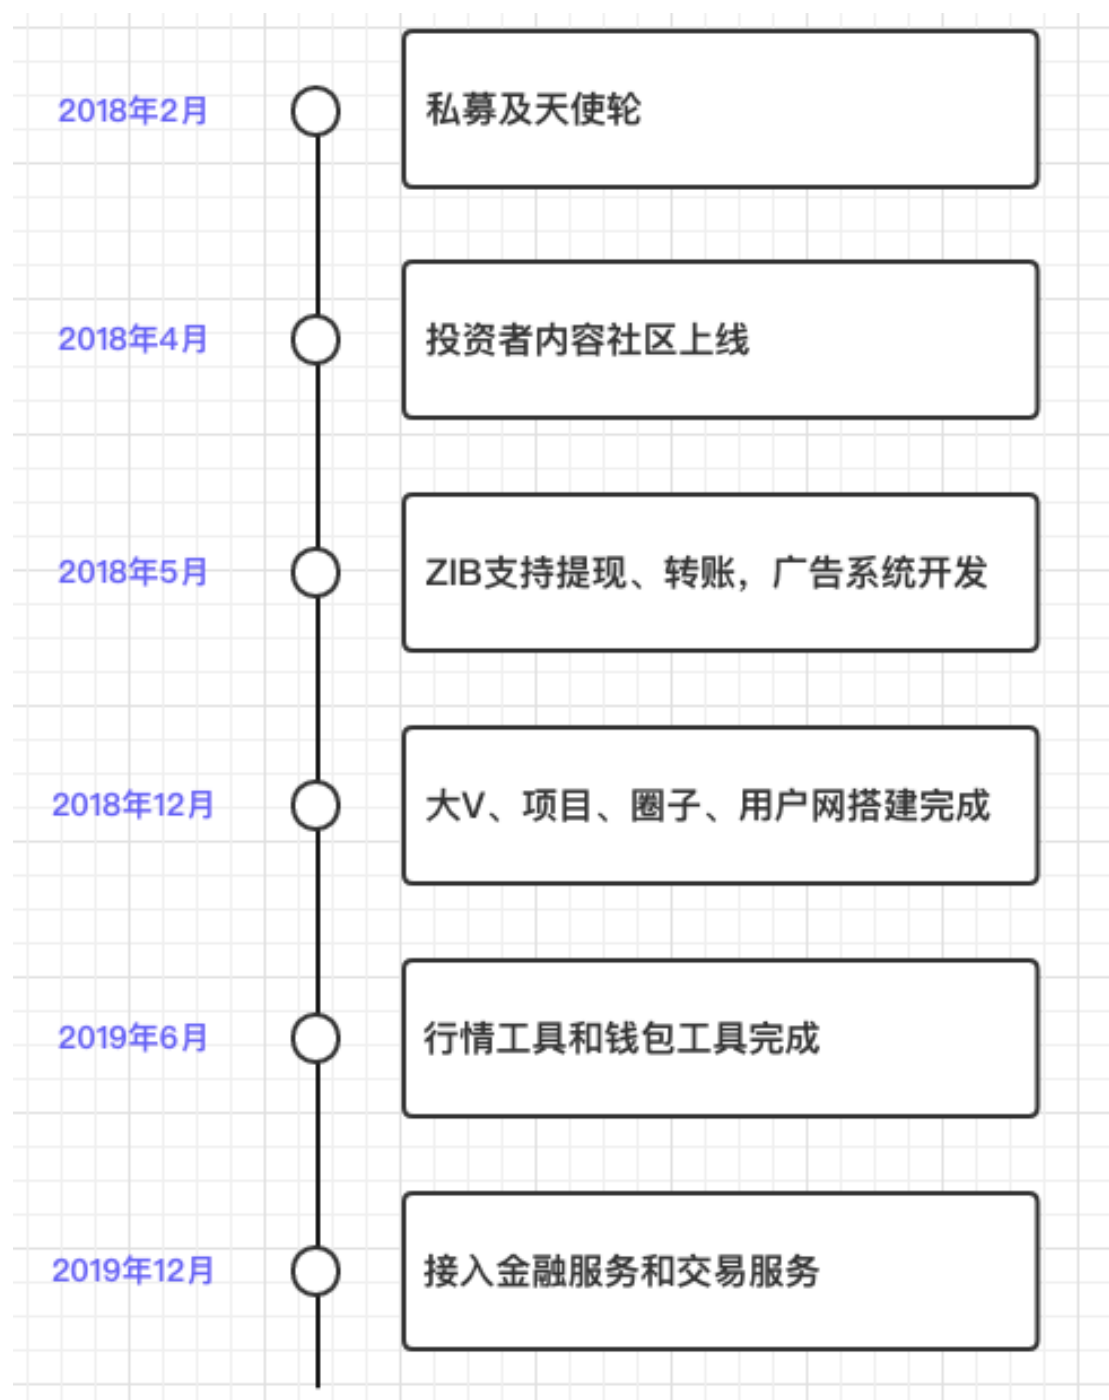 2018年2月
私募及天使轮
2018年4月
投资者内容社区上线
2018年5月
ZIB支持提现、转账，广告系统开发
2018年12月
大V、项目、圈子、用户网搭建完成
2019年6月
行情工具和钱包工具完成
2019年12月
接入金融服务和交易服务